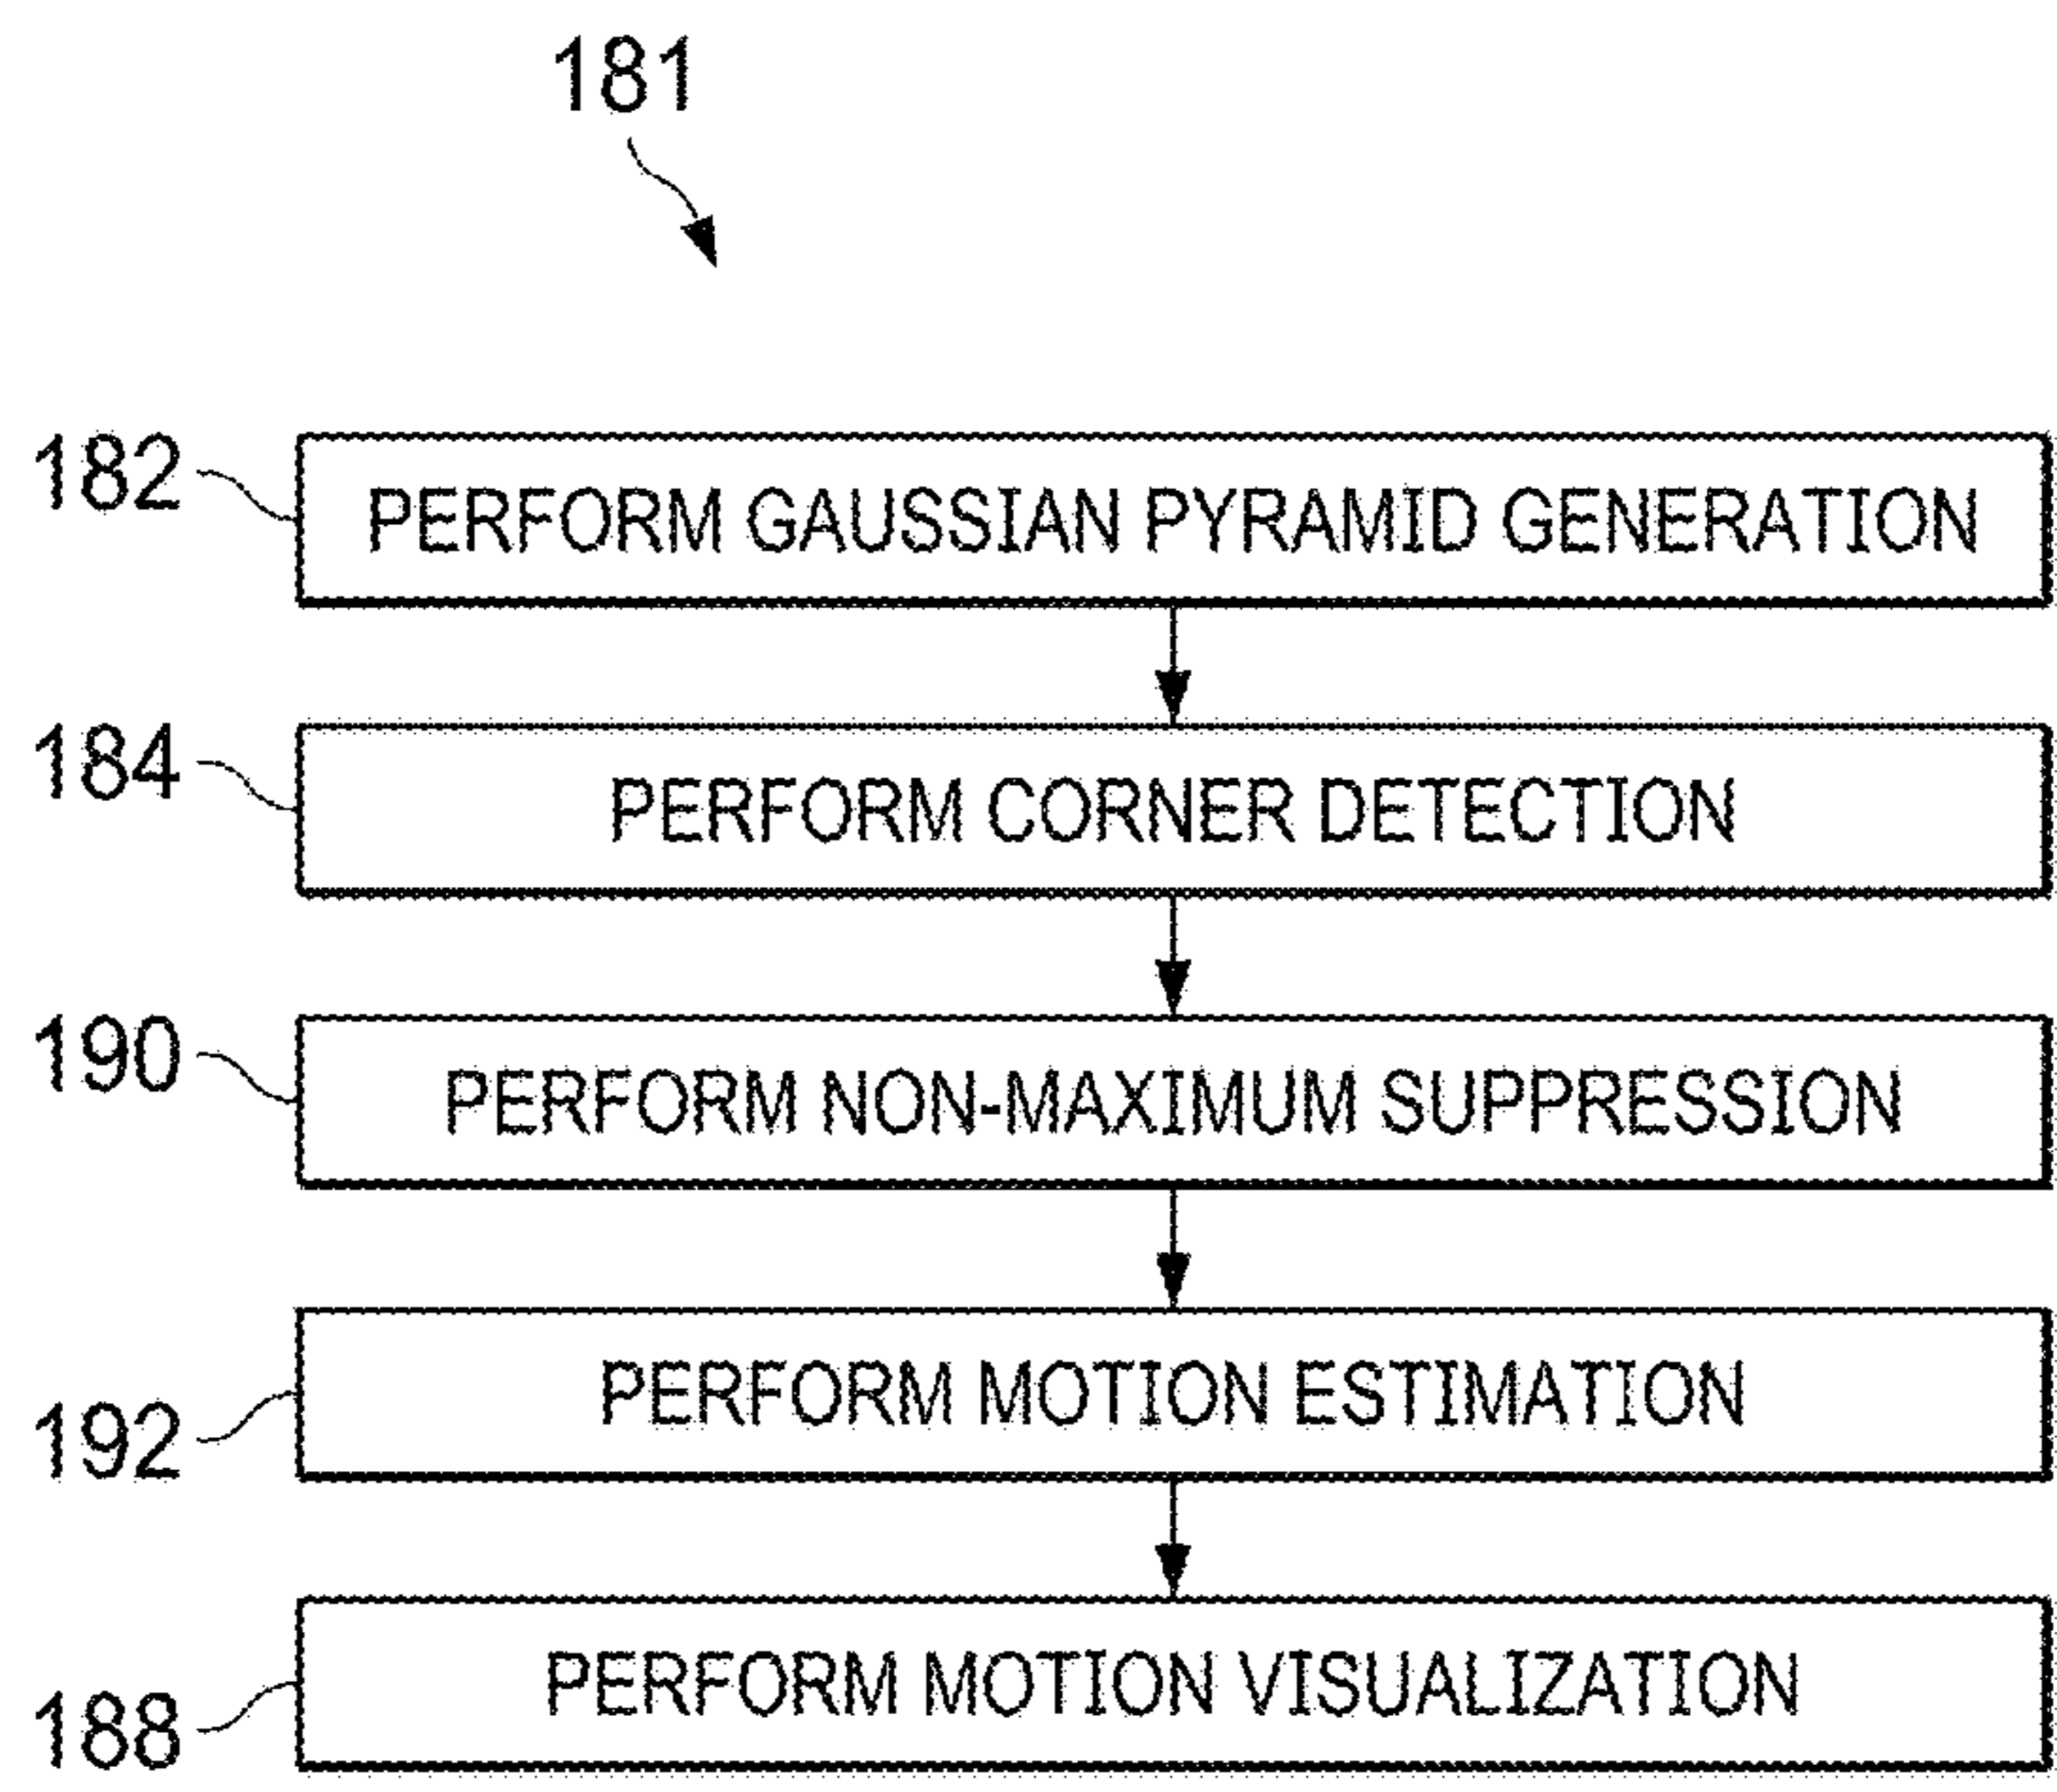 181
182
PERFORM GAUSSIAN PYRAMID GENERATION
184
PERFORM CORNER DETECTION
190
PERFORM NON-MAXIMUM SUPPRESSION
192
PERFORM MOTION ESTIMATION
188
PERFORM MOTION VISUALIZATION